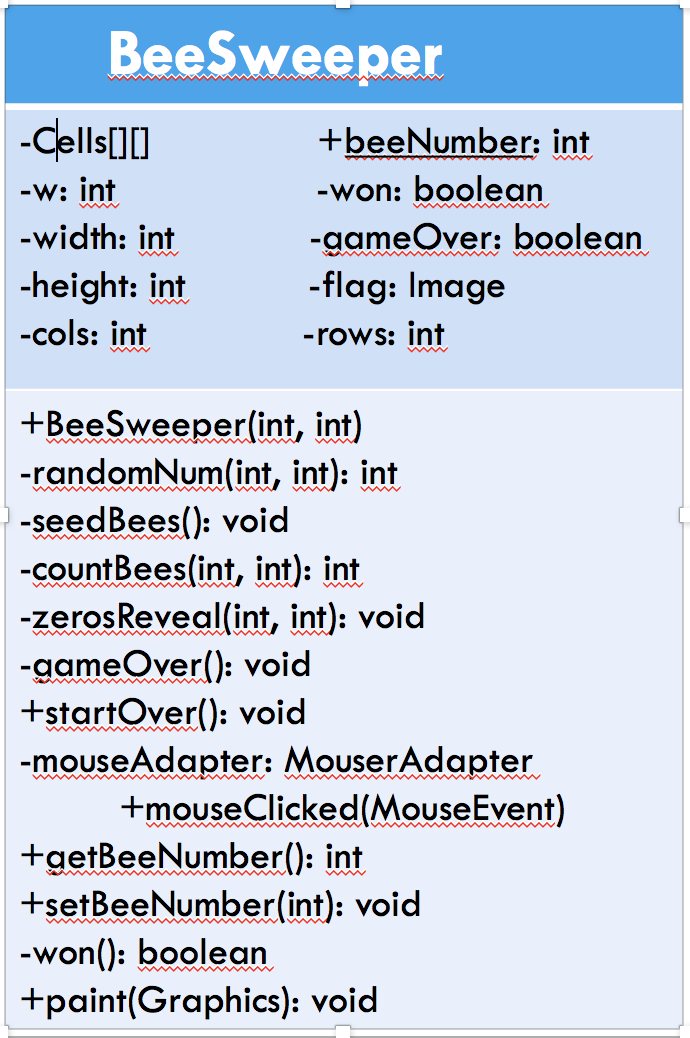 BeeSweeper
-Cells[][] +beeNumber: int
-w: int -won: boolean
-width: int -gameOver: boolean
-height: int -flag: Image
-cols: int -rows: int
+BeeSweeper(int, int)
-randomNum(int, int): int
-seedBees(): void
-countBees(int, int): int
-zerosReveal(int, int): void
-gameOver(): void
+startOver(): void
-mouseAdapter: MouserAdapter
+mouseClicked(MouseEvent)
+getBeeNumber(): int
+setBeeNumber(int): void
-won(): boolean
+paint(Graphics): void